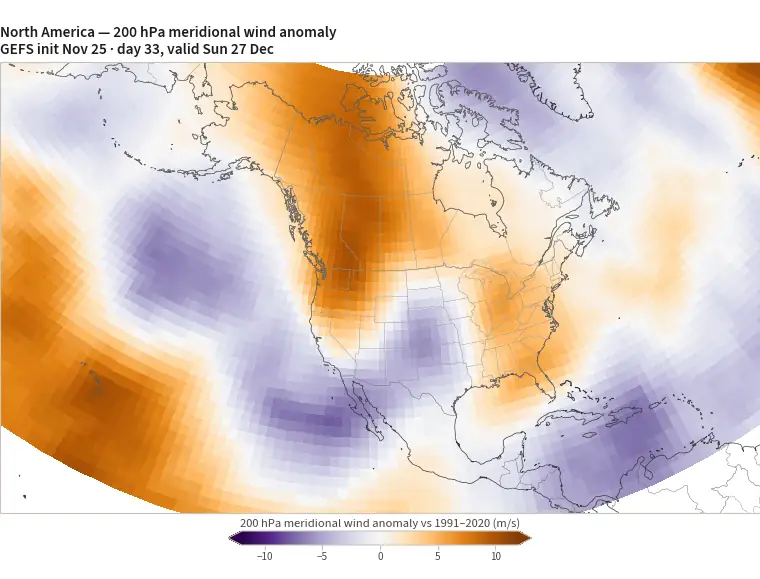 North America — 200 hPa meridional wind anomaly
GEFS init Nov 25 · day 33, valid Sun 27 Dec
200 hPa meridional wind anomaly vs 1991–2020 (m/s)
−10 −5 0 5 10